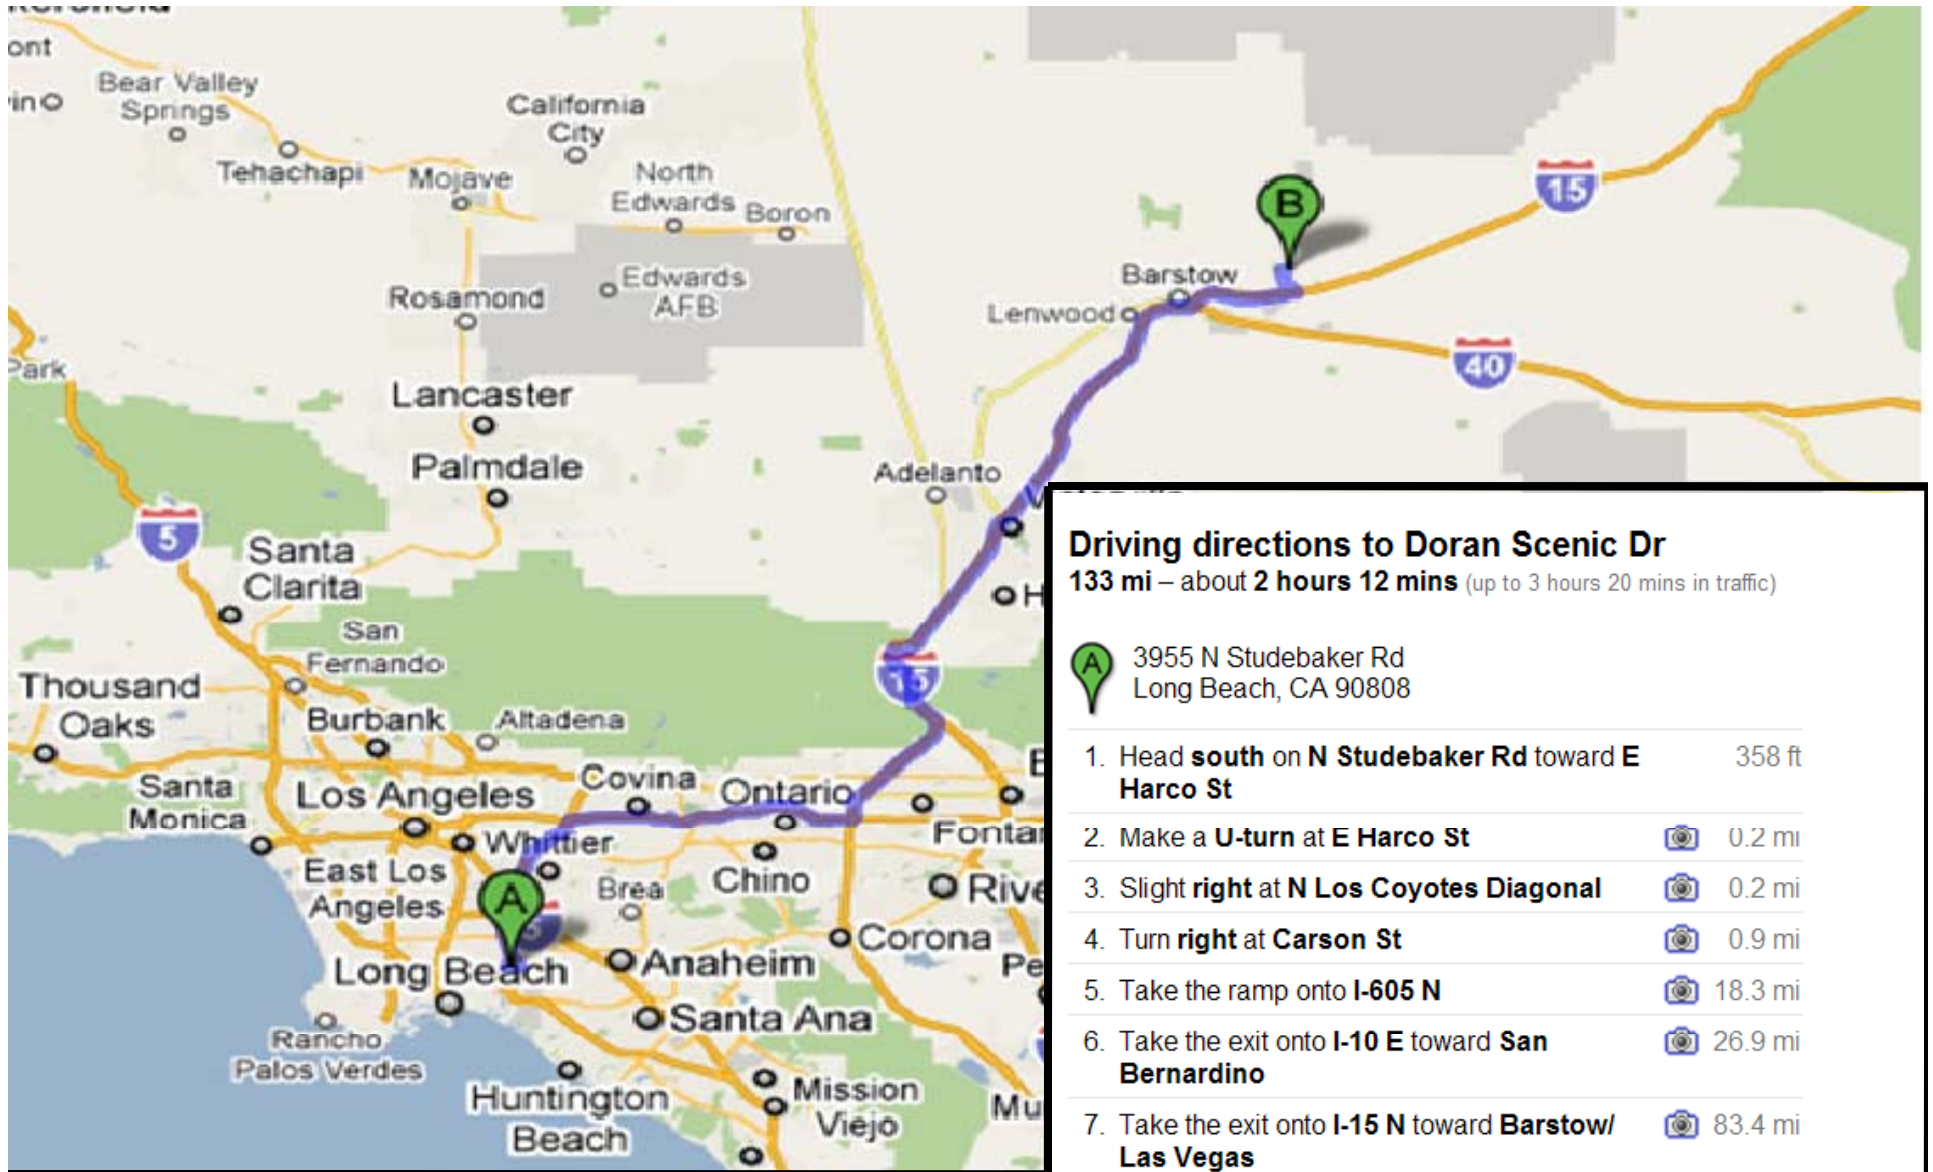 ont
Bear Valley
Springs
California
City
Tehachapi
Mojave
North
Edwards
Boron
B
15
Edwards
AFB
Rosamond
Barstow
Lenwood
40
Park
Lancaster
Palmdale
Adelanto
5
Santa
Clarita
H
San
Fernando
15
Thousand
Oaks
Burbank
Altadena
Santa
Monica
Los Angeles
Covina
Ontario
Whittier
East Los
Angeles
A
Brea
Chino
Corona
Long Beach
Anaheim
Santa Ana
Rancho
Palos Verdes
Huntington
Beach
Mission
Viejo
Mu
Driving directions to Doran Scenic Dr
133 mi – about 2 hours 12 mins (up to 3 hours 20 mins in traffic)
A
3955 N Studebaker Rd
Long Beach, CA 90808
1. Head south on N Studebaker Rd toward E 358 ft
Harco St
2. Make a U-turn at E Harco St 0.2 mi
3. Slight right at N Los Coyotes Diagonal 0.2 mi
4. Turn right at Carson St 0.9 mi
5. Take the ramp onto I-605 N 18.3 mi
6. Take the exit onto I-10 E toward San 26.9 mi
Bernardino
7. Take the exit onto I-15 N toward Barstow/ 83.4 mi
Las Vegas